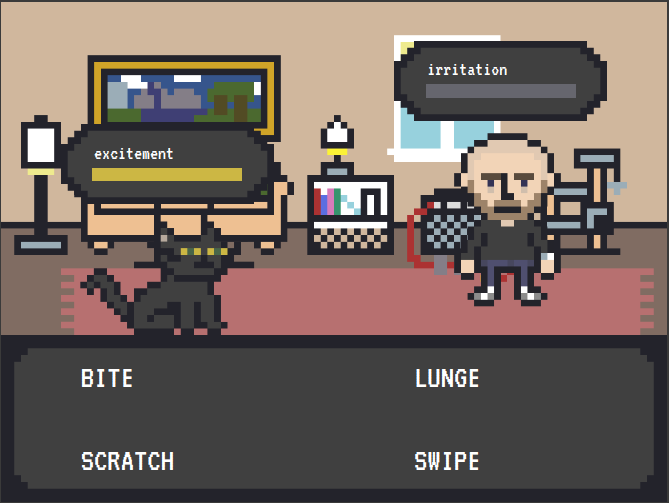 irritation
excitement
BITE
LUNGE
SCRATCH
SWIPE